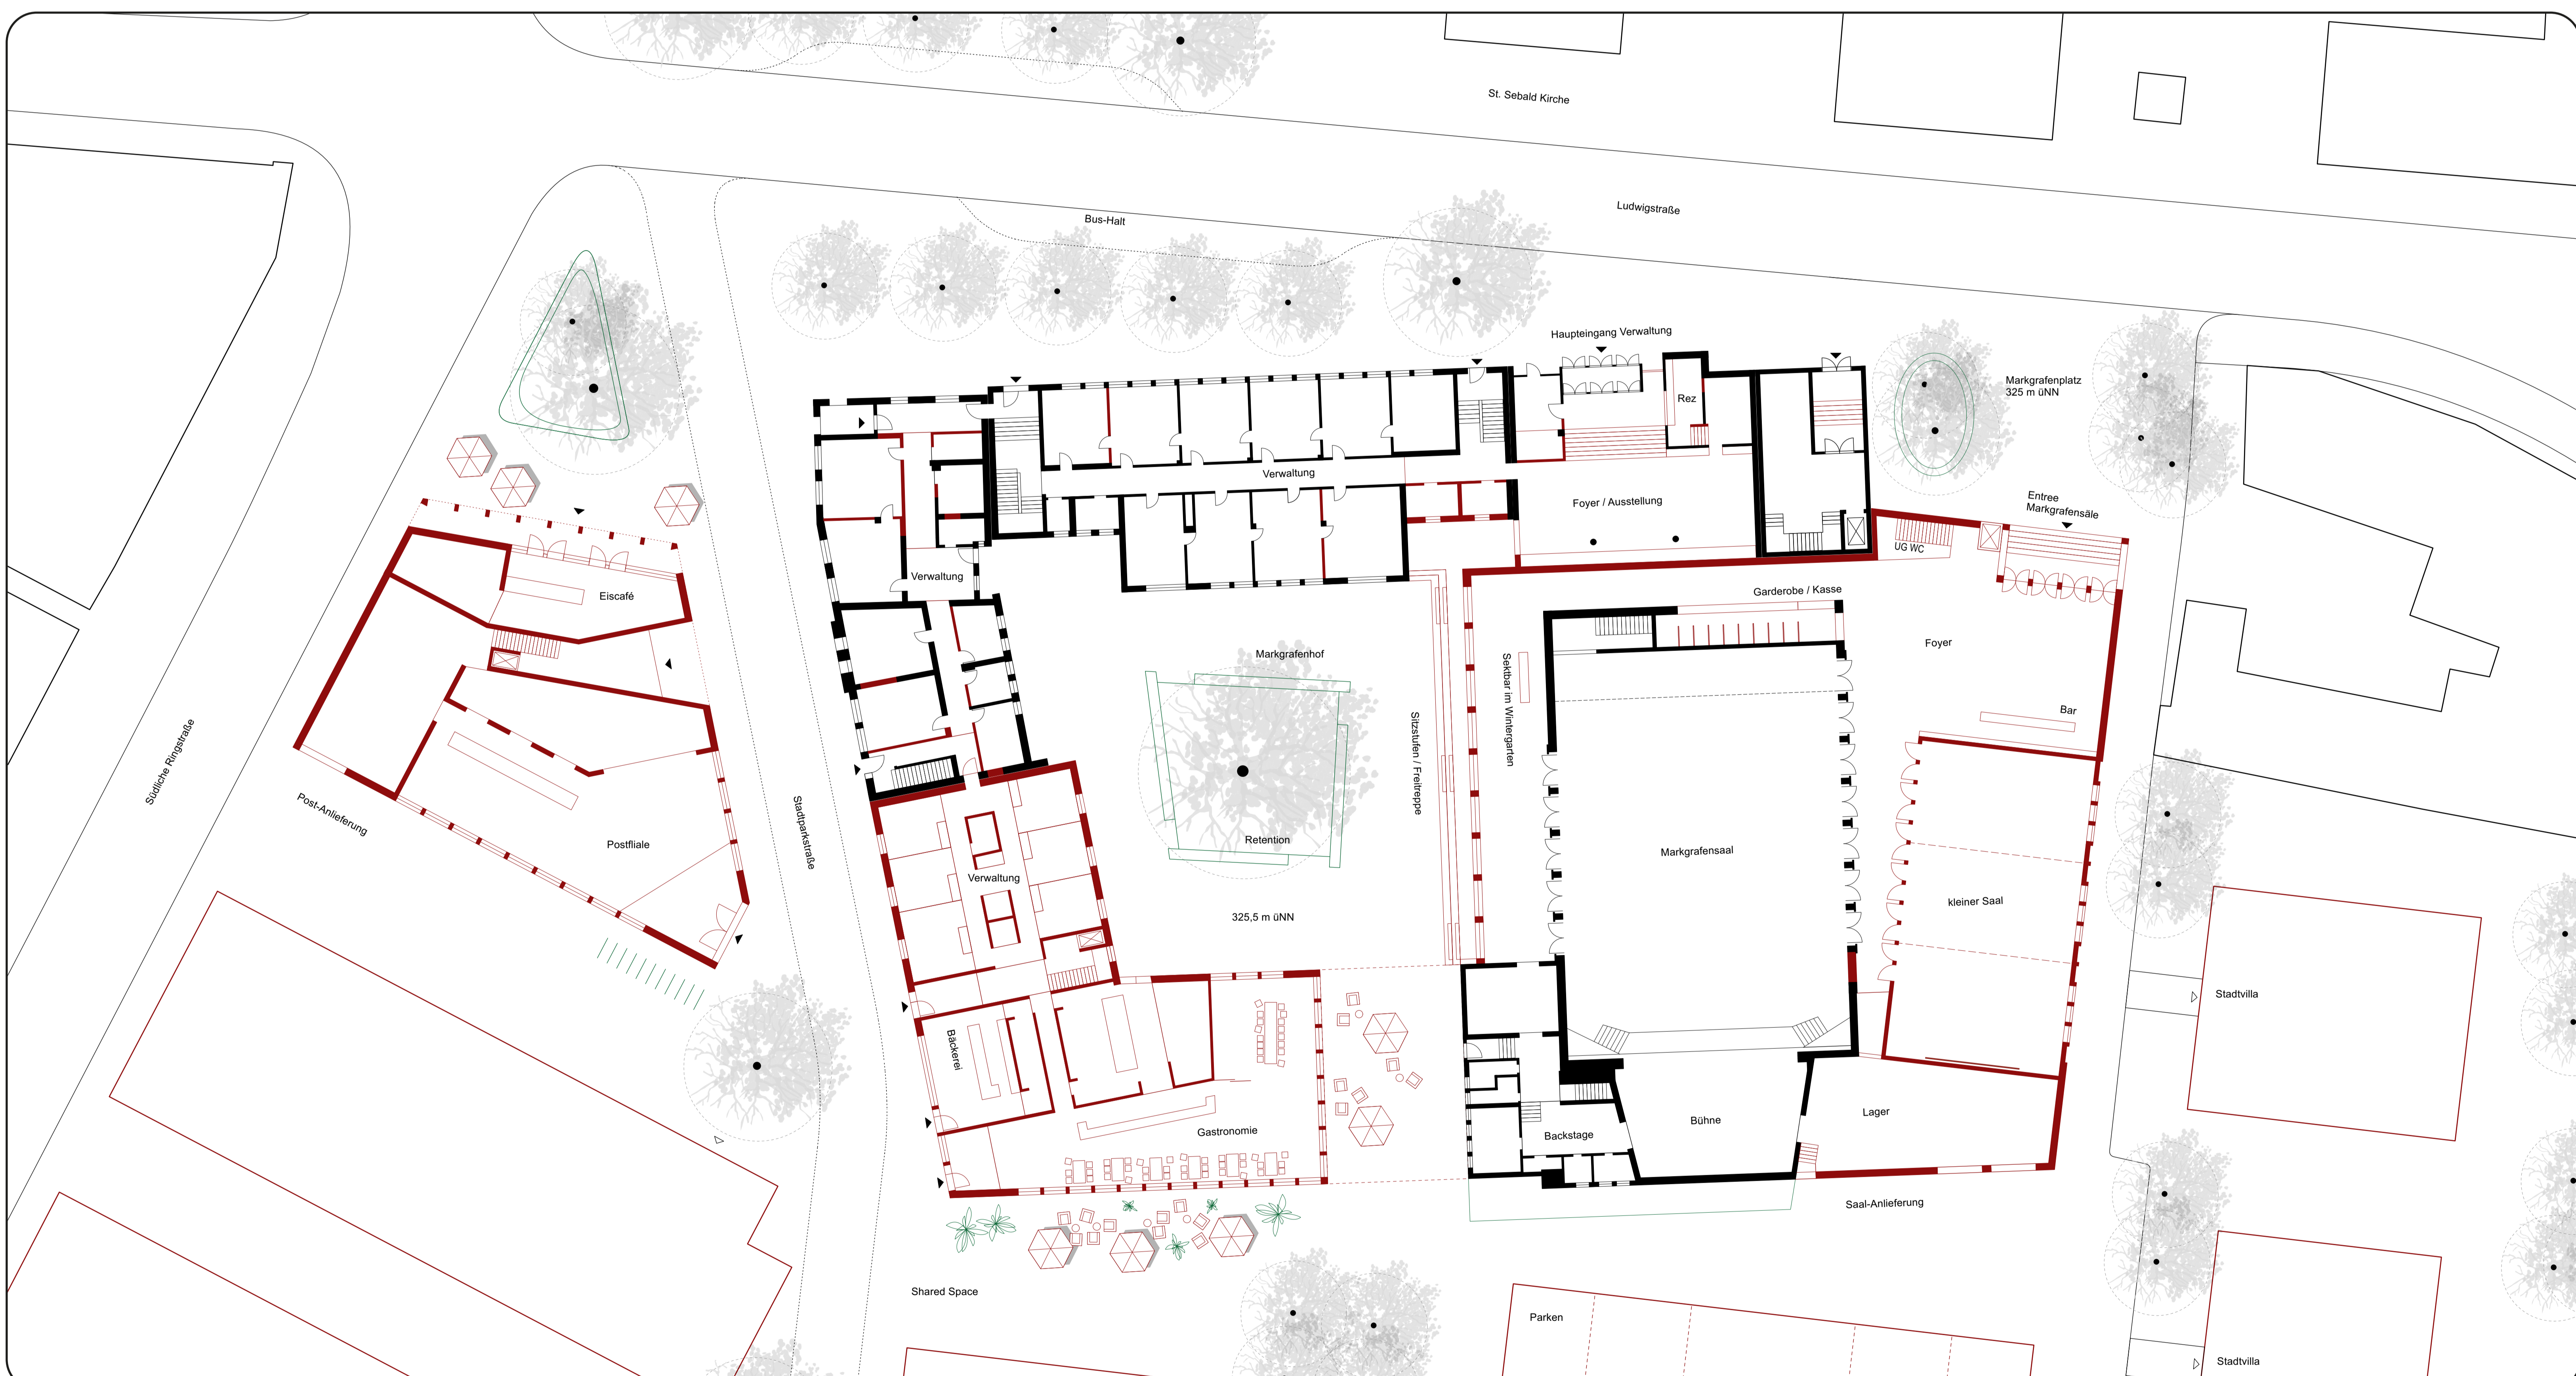 St. Sebald Kirche
Ludwigstraße
Bus-Halt
Haupteingang Verwaltung
Markgrafenplatz
325 m üNN
Rez
Verwaltung
Foyer / Ausstellung
Entree
Markgrafensäle
UG WC
Eiscafé
Verwaltung
Garderobe / Kasse
Markgrafenhof
Foyer
Sektbar im Wintergarten
Sitzstufen / Freitreppe
Bar
Südliche Ringstraße
Post-Anlieferung
Stadtparkstraße
Postfliale
Retention
Markgrafensaal
Verwaltung
kleiner Saal
325,5 m üNN
Stadtvilla
Bäckerei
Gastronomie
Backstage
Bühne
Lager
Saal-Anlieferung
Shared Space
Parken
Stadtvilla